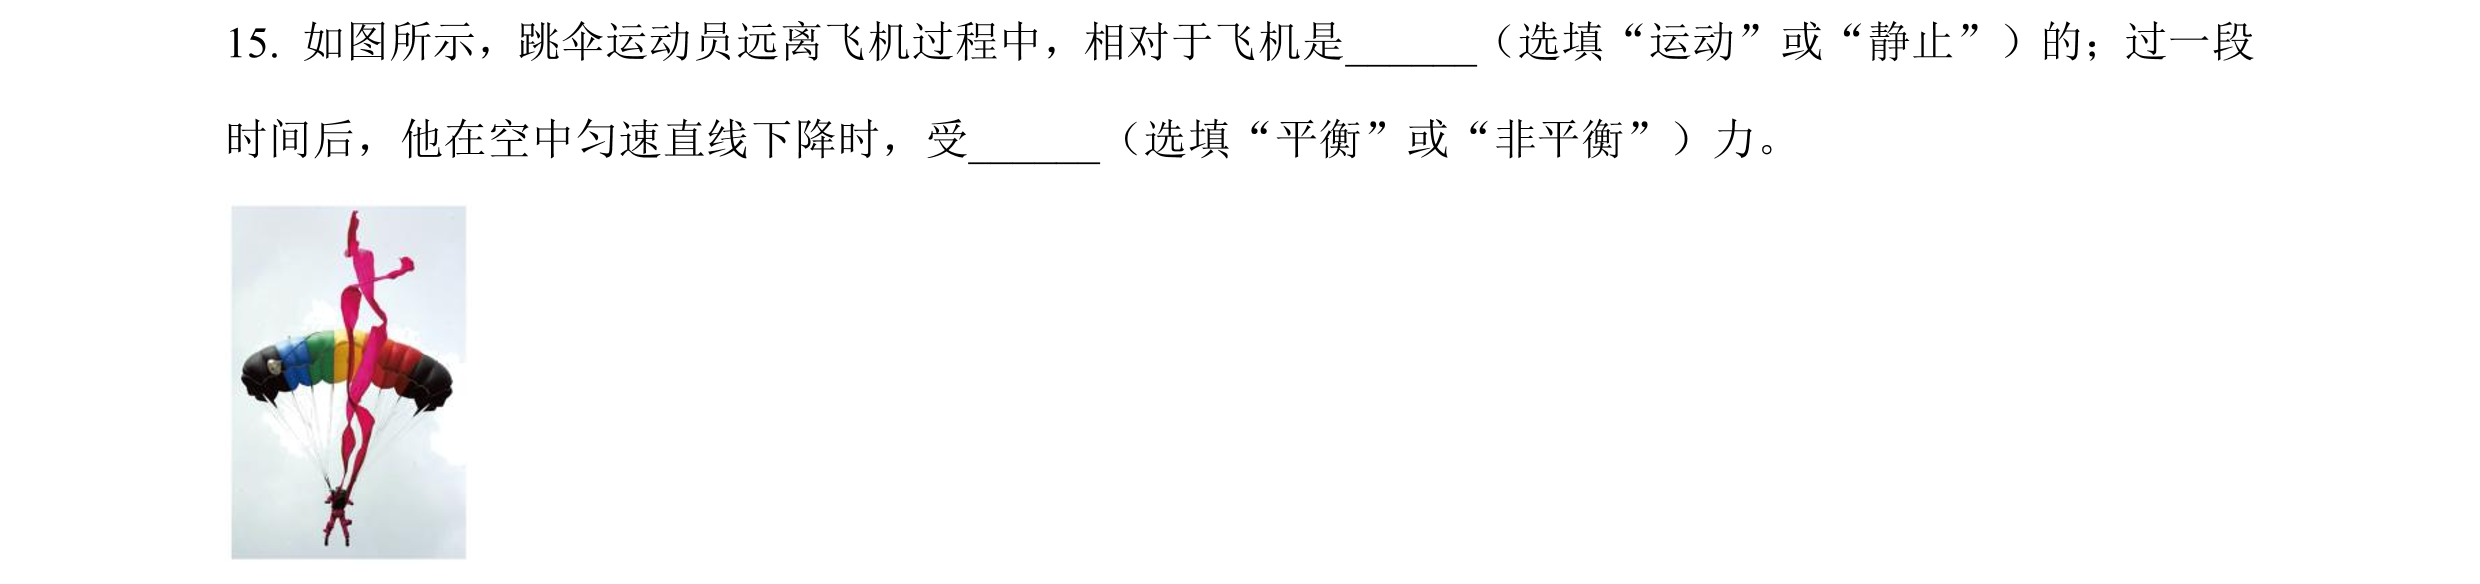 15. 如图所示，跳伞运动员远离飞机过程中，相对于飞机是______（选填“运动”或“静止”）的；过一段
时间后，他在空中匀速直线下降时，受______（选填“平衡”或“非平衡”）力。